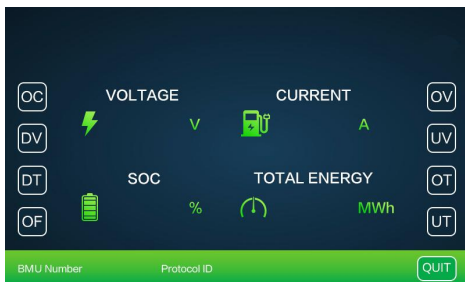 OC VOLTAGE CURRENT OV
V A
DV UV
DT SOC TOTAL ENERGY OT
% MWh
OF UT
BMU Number Protocol ID QUIT